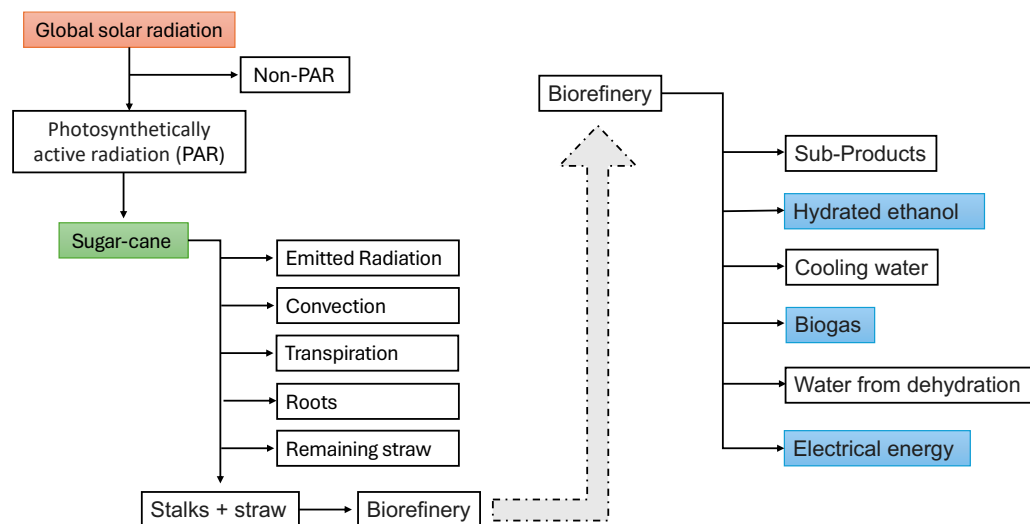 Global solar radiation
Non-PAR
Photosynthetically
active radiation (PAR)
Sugar-cane
Emitted Radiation
Convection
Transpiration
Roots
Remaining straw
Stalks + straw
Biorefinery
Biorefinery
Sub-Products
Hydrated ethanol
Cooling water
Biogas
Water from dehydration
Electrical energy